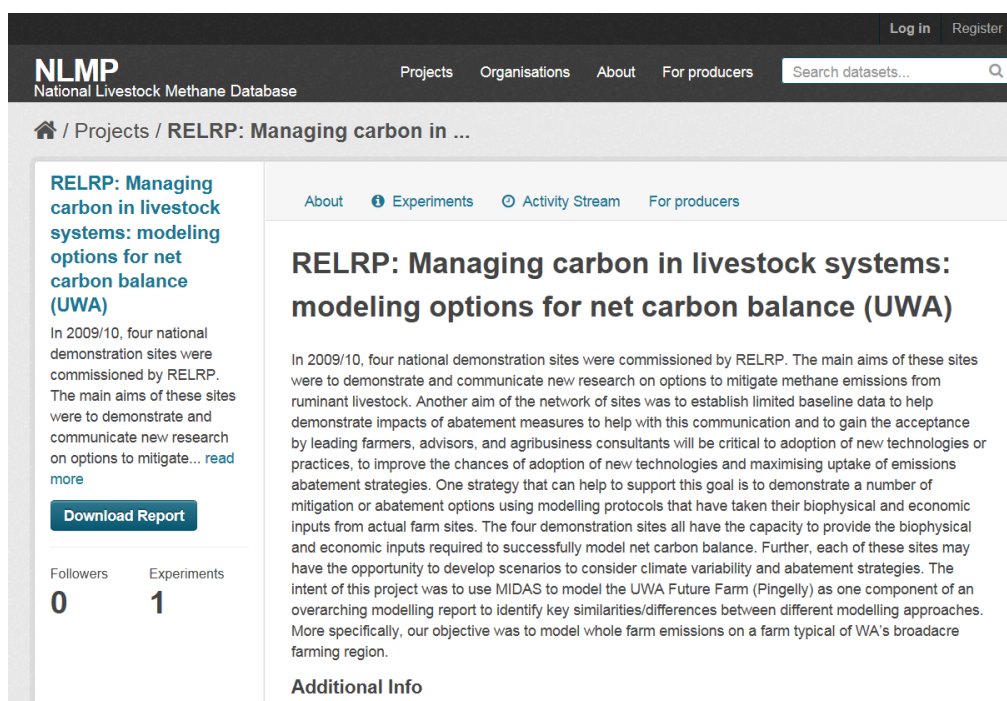 Log in Register
NLMP
National Livestock Methane Database
Projects Organisations About For producers Search datasets...
/ Projects / RELRP: Managing carbon in ...
RELRP: Managing
carbon in livestock
systems: modeling
options for net
carbon balance
(UWA)
In 2009/10, four national
demonstration sites were
commissioned by RELRP.
The main aims of these sites
were to demonstrate and
communicate new research
on options to mitigate... read
more
Download Report
Followers Experiments
0 1
About Experiments Activity Stream For producers
RELRP: Managing carbon in livestock systems:
modeling options for net carbon balance (UWA)
In 2009/10, four national demonstration sites were commissioned by RELRP. The main aims of these sites
were to demonstrate and communicate new research on options to mitigate methane emissions from
ruminant livestock. Another aim of the network of sites was to establish limited baseline data to help
demonstrate impacts of abatement measures to help with this communication and to gain the acceptance
by leading farmers, advisors, and agribusiness consultants will be critical to adoption of new technologies or
practices, to improve the chances of adoption of new technologies and maximising uptake of emissions
abatement strategies. One strategy that can help to support this goal is to demonstrate a number of
mitigation or abatement options using modelling protocols that have taken their biophysical and economic
inputs from actual farm sites. The four demonstration sites all have the capacity to provide the biophysical
and economic inputs required to successfully model net carbon balance. Further, each of these sites may
have the opportunity to develop scenarios to consider climate variability and abatement strategies. The
intent of this project was to use MIDAS to model the UWA Future Farm (Pingelly) as one component of an
overarching modelling report to identify key similarities/differences between different modelling approaches.
More specifically, our objective was to model whole farm emissions on a farm typical of WA's broadacre
farming region.
Additional Info